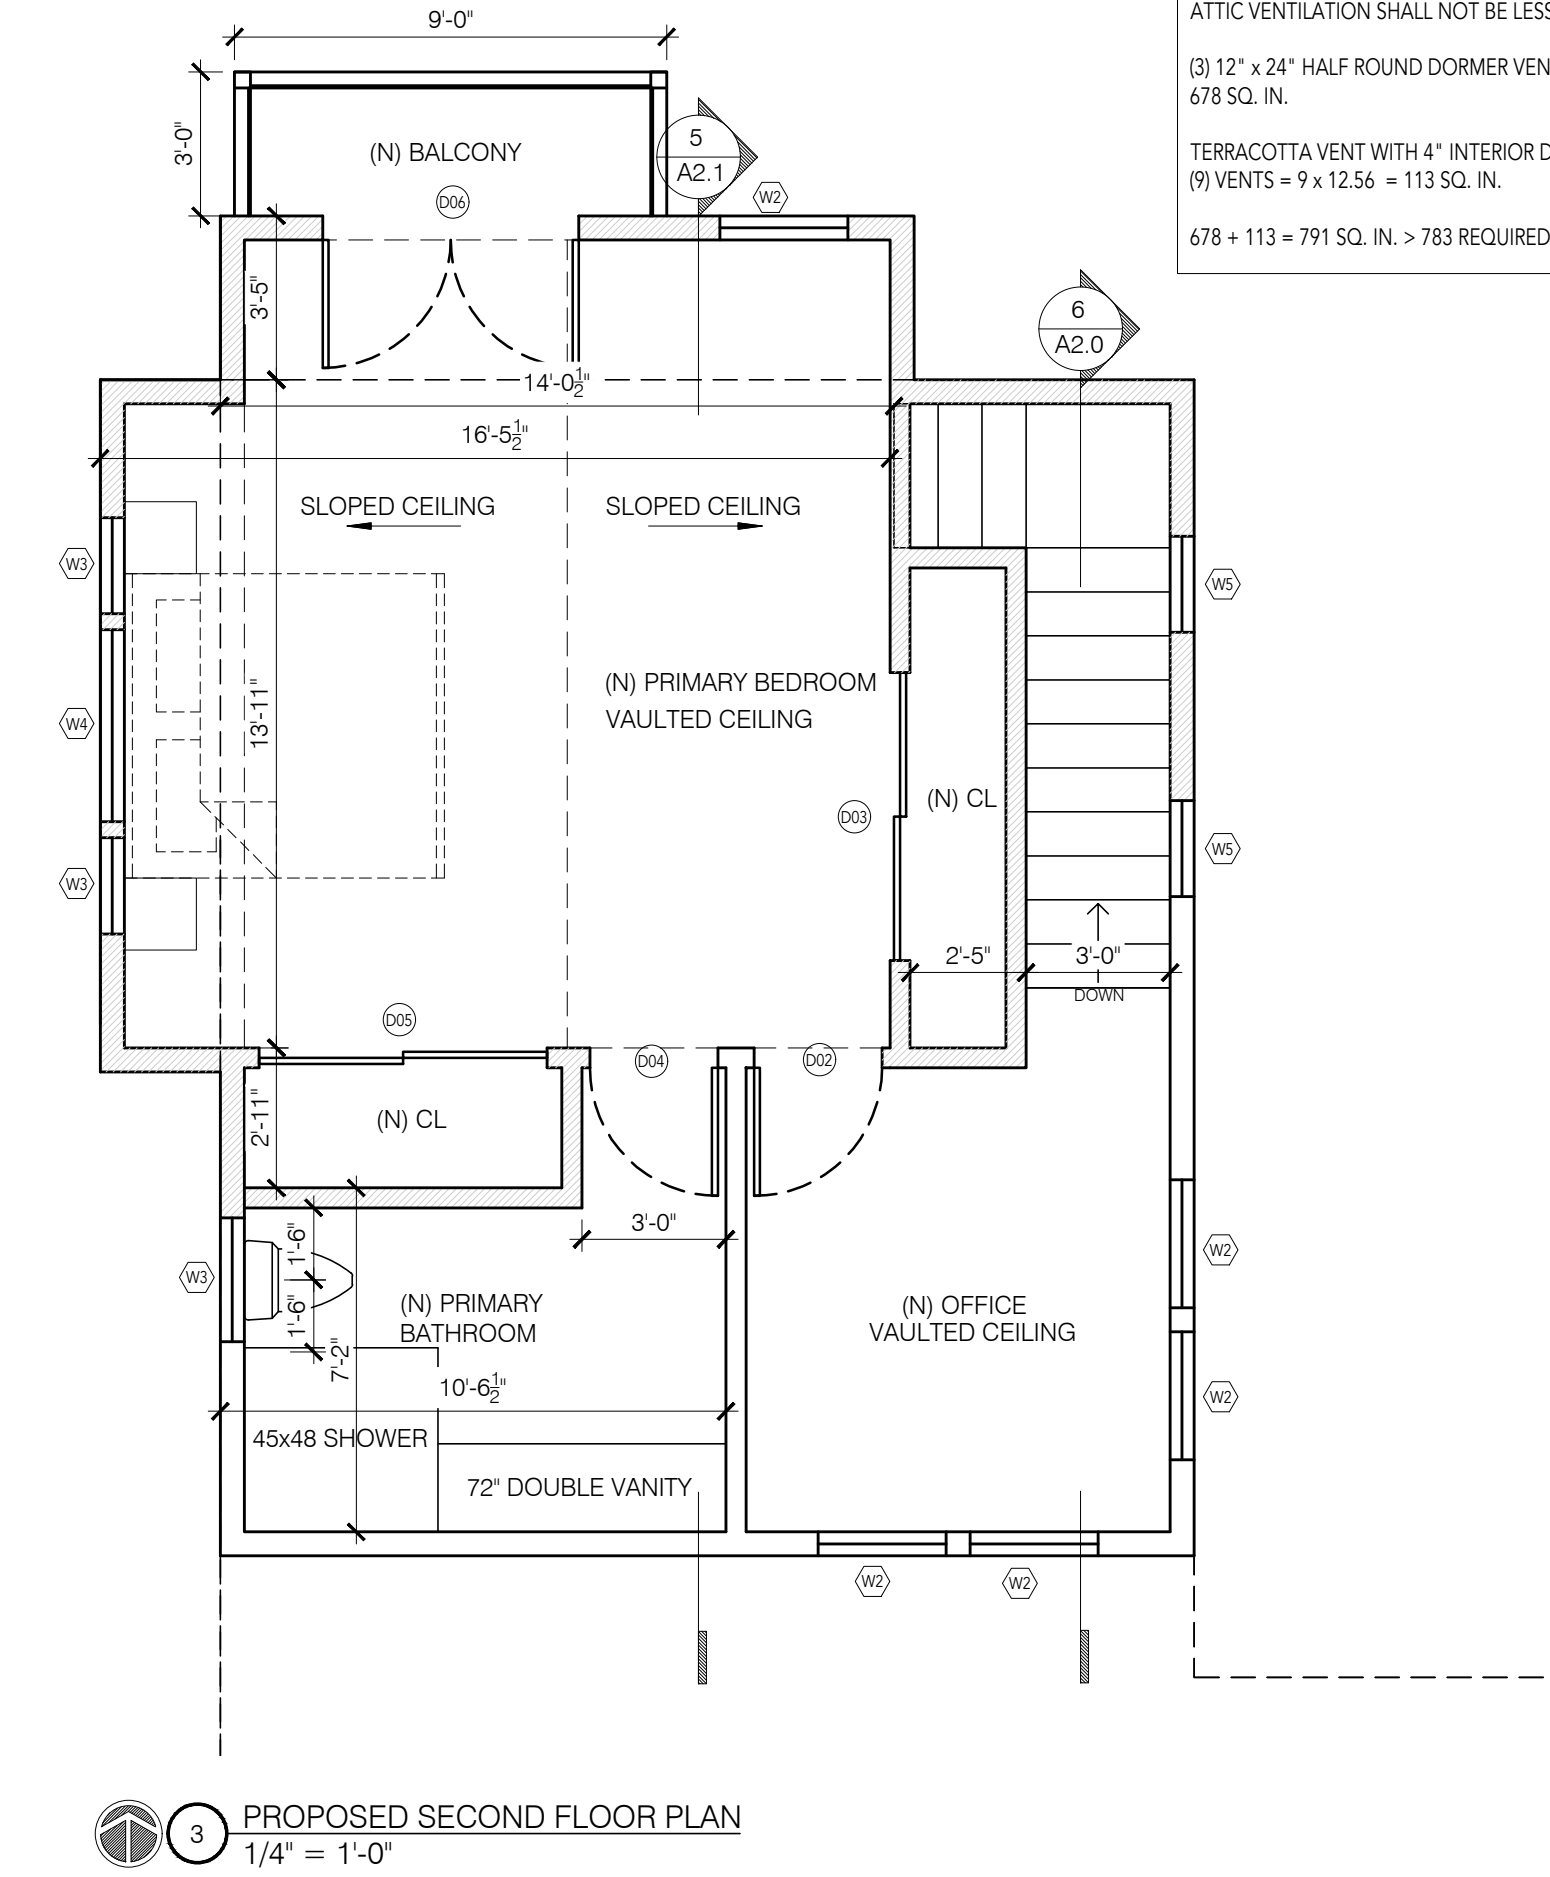 ATTIC VENTILATION SHALL NOT BE LESS
(3) 12" x 24" HALF ROUND DORMER VEN
678 SQ. IN.
TERRACOTTA VENT WITH 4" INTERIOR D
(9) VENTS = 9 x 12.56 = 113 SQ. IN.
678 + 113 = 791 SQ. IN. > 783 REQUIRED
9'-0"
3'-0"
(N) BALCONY
D06
5
A2.1
W2
3'-5"
6
A2.0
14'-0½"
16'-5½"
SLOPED CEILING
SLOPED CEILING
W3
W5
(N) PRIMARY BEDROOM
VAULTED CEILING
13'-11"
W4
(N) CL
D03
W5
W3
2'-5"
3'-0"
DOWN
D05
D04
D02
2'-11"
(N) CL
3'-0"
1'-6"
W3
W2
1'-6"
(N) PRIMARY
BATHROOM
(N) OFFICE
VAULTED CEILING
7'-2"
10'-6½"
W2
45x48 SHOWER
72" DOUBLE VANITY
W2
W2
3
PROPOSED SECOND FLOOR PLAN
1/4" = 1'-0"